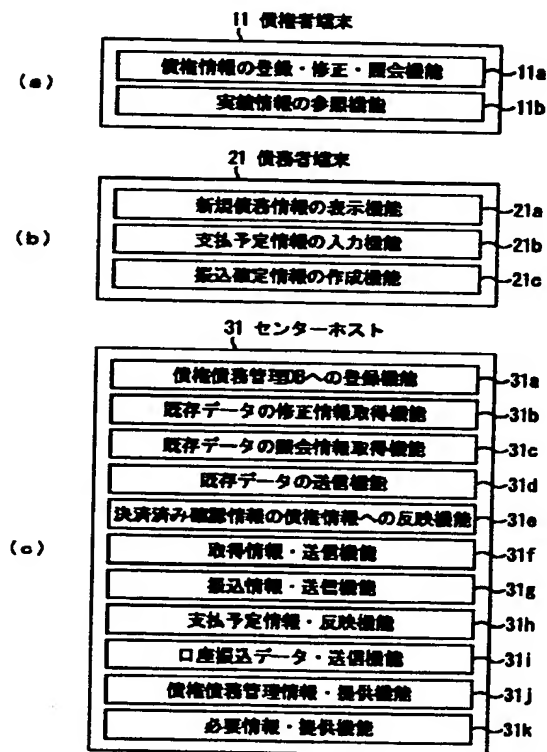 11 債権者端末
(a)
債権情報の登録・修正・照会機能
11a
実績情報の参照機能
11b
21 債務者端末
(b)
新規債務情報の表示機能
21a
支払予定情報の入力機能
21b
振込確定情報の作成機能
21c
31 センターホスト
(c)
債権債務管理DBへの登録機能
31a
既存データの修正情報取得機能
31b
既存データの照会情報取得機能
31c
既存データの送信機能
31d
決済済み確認情報の債権情報への反映機能
31e
取得情報・送信機能
31f
振込情報・送信機能
31g
支払予定情報・反映機能
31h
口座振込データ・送信機能
31i
債権債務管理情報・提供機能
31j
必要情報・提供機能
31k